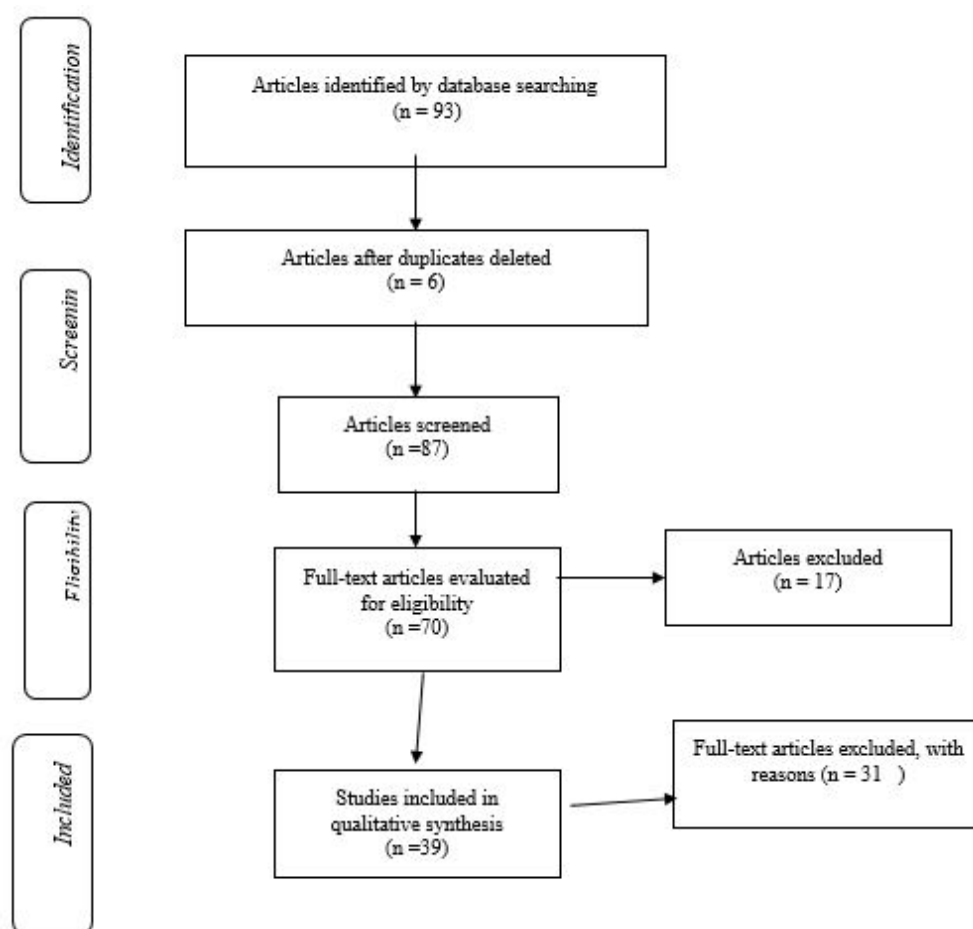 Identification
Articles identified by database searching
(n = 93)
Articles after duplicates deleted
(n = 6)
Screenin
Articles screened
(n =87)
Eligibility
Full-text articles evaluated
for eligibility
(n =70)
Articles excluded
(n = 17)
Included
Studies included in
qualitative synthesis
(n =39)
Full-text articles excluded, with
reasons (n = 31 )